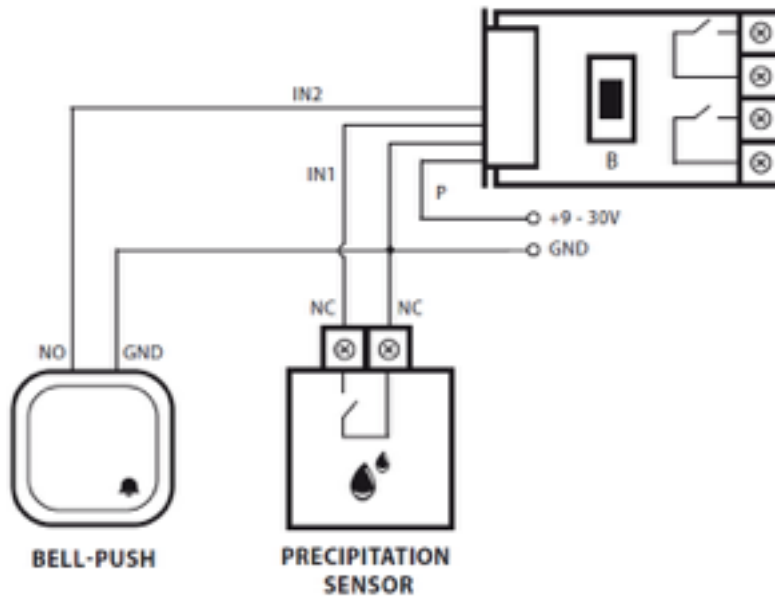 IN2
B
IN1
P
+9 - 30V
GND
NC
NC
NO
GND
BELL-PUSH
PRECIPITATION
SENSOR